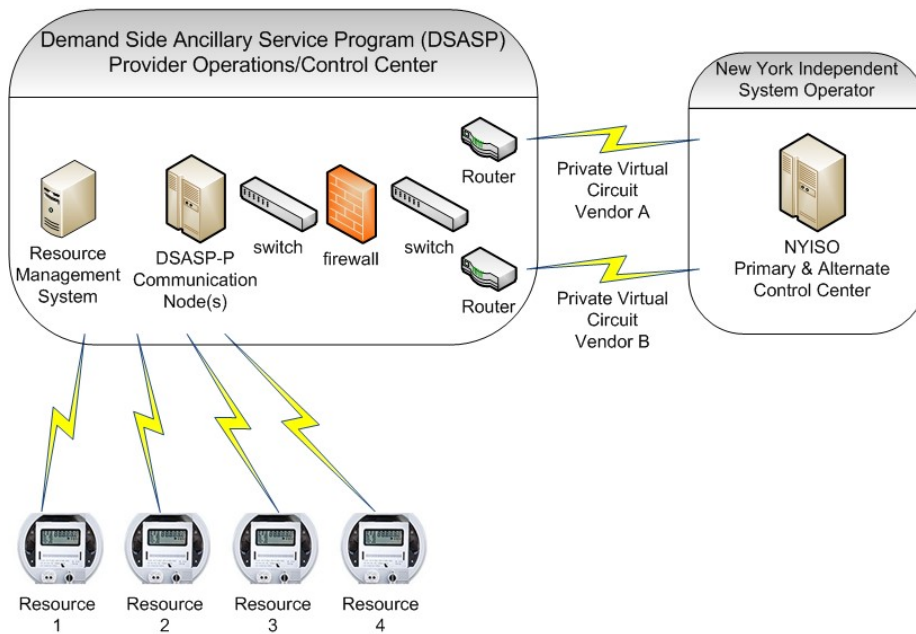 Demand Side Ancillary Service Program (DSASP)
Provider Operations/Control Center
New York Independent
System Operator
Router
Private Virtual
Circuit
Vendor A
Resource
Management
System
DSASP-P
Communication
Node(s)
switch
firewall
switch
Router
Private Virtual
Circuit
Vendor B
NYISO
Primary & Alternate
Control Center
Resource
1
Resource
2
Resource
3
Resource
4